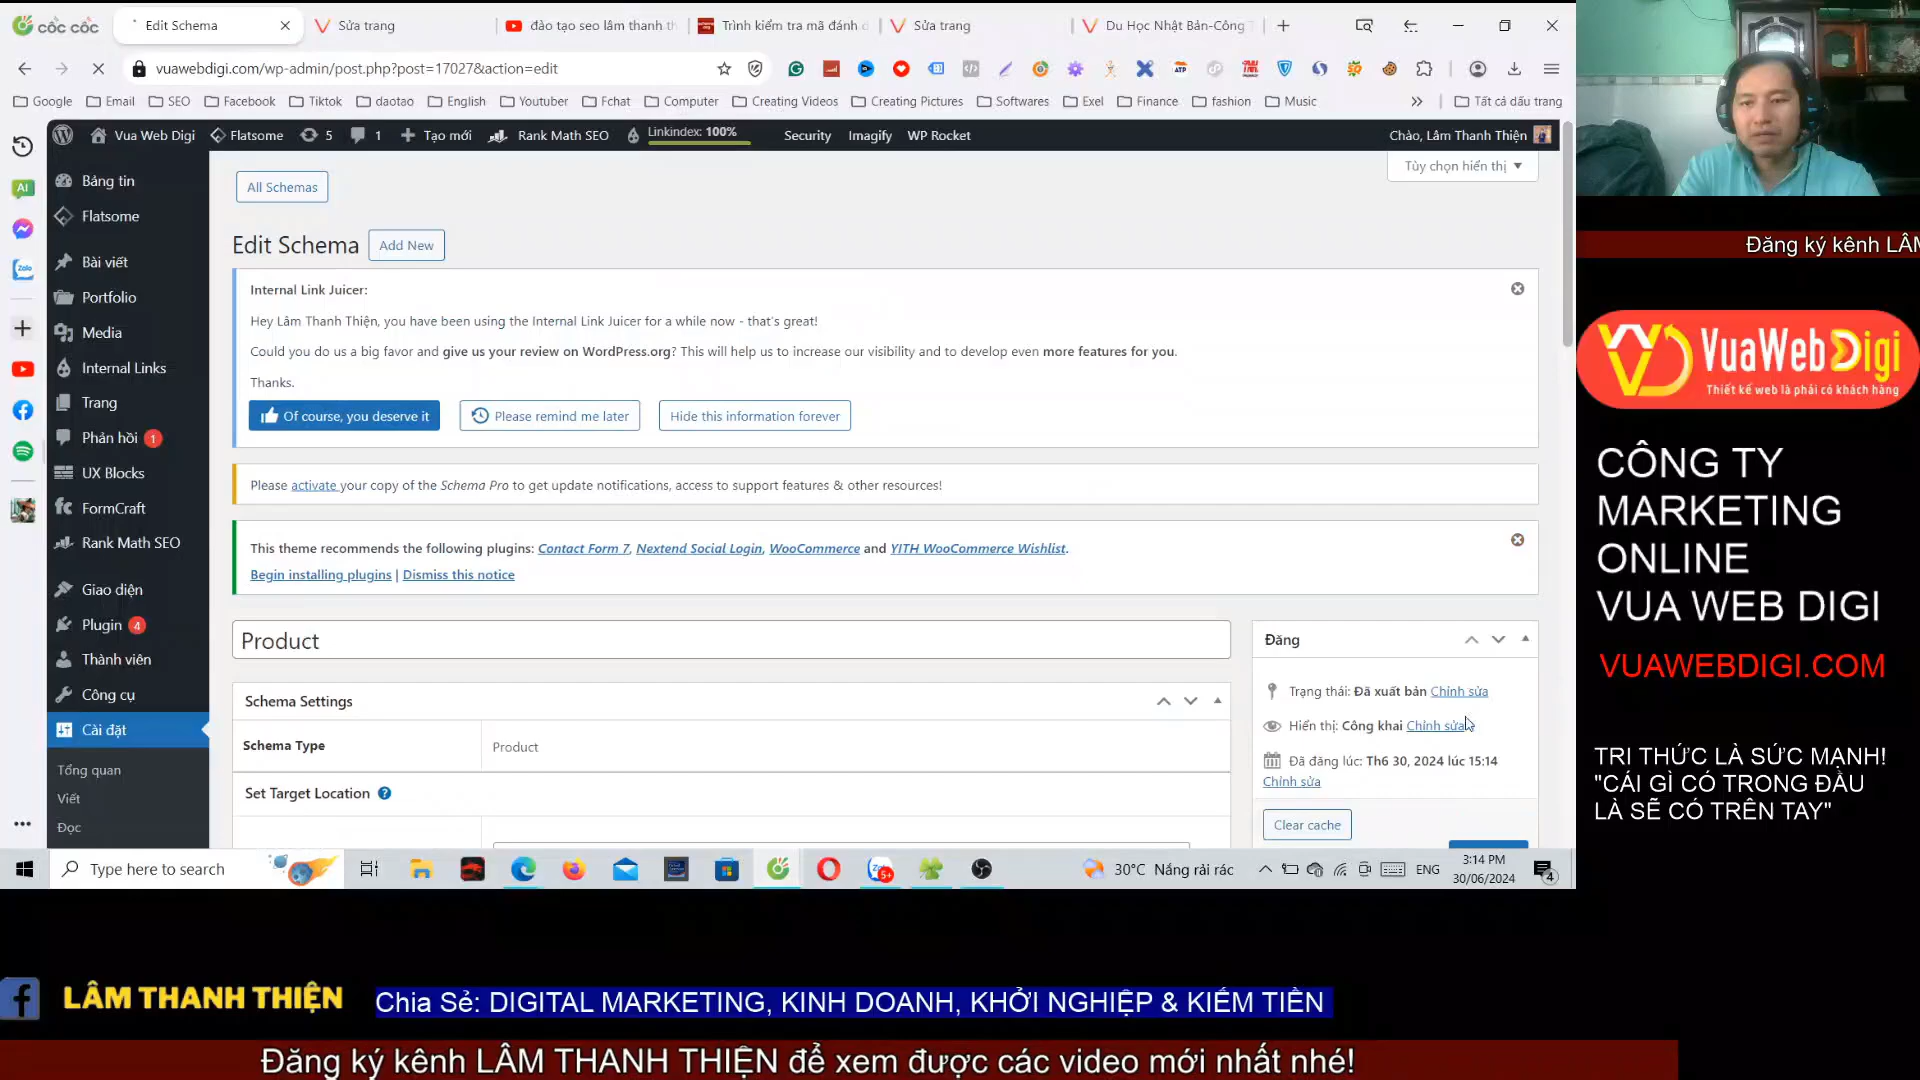 cốc cốc
Edit Schema
Sửa trang
đào tạo seo lâm thanh th
Trình kiểm tra mã đánh d
Sửa trang
Du Học Nhật Bản-Công T
vuawebdigi.com/wp-admin/post.php?post=17027&action=edit
Google Email SEO Facebook Tiktok daotao English Youtuber Fchat Computer Creating Videos Creating Pictures Softwares Exel Finance fashion Music Tất cả dấu trang
Vua Web Digi Flatsome 5 1 Tạo mới Rank Math SEO Linkindex: 100% Security Imagify WP Rocket Chào, Lâm Thanh Thiện
Tùy chọn hiển thị
AI
Zalo
Bảng tin
Flatsome
Bài viết
Portfolio
Media
Internal Links
Trang
Phản hồi 1
UX Blocks
FormCraft
Rank Math SEO
Giao diện
Plugin 4
Thành viên
Công cụ
Cài đặt
Tổng quan
Viết
Đọc
All Schemas
Edit Schema
Add New
Internal Link Juicer:
Hey Lâm Thanh Thiện, you have been using the Internal Link Juicer for a while now - that's great!
Could you do us a big favor and give us your review on WordPress.org? This will help us to increase our visibility and to develop even more features for you.
Thanks.
Of course, you deserve it
Please remind me later
Hide this information forever
Please activate your copy of the Schema Pro to get update notifications, access to support features & other resources!
This theme recommends the following plugins: Contact Form 7, Nextend Social Login, WooCommerce and YITH WooCommerce Wishlist.
Begin installing plugins | Dismiss this notice
Product
Schema Settings
Schema Type
Product
Set Target Location
Đăng
Trạng thái: Đã xuất bản Chỉnh sửa
Hiển thị: Công khai Chỉnh sửa
Đã đăng lúc: Th6 30, 2024 lúc 15:14
Chỉnh sửa
Clear cache
Type here to search
5+
30°C Nắng rải rác
ENG
3:14 PM
30/06/2024
4
Đăng ký kênh LÂM
VuaWebDigi
Thiết kế web là phải có khách hàng
CÔNG TY
MARKETING
ONLINE
VUA WEB DIGI
VUAWEBDIGI.COM
TRI THỨC LÀ SỨC MẠNH!
"CÁI GÌ CÓ TRONG ĐẦU
LÀ SẼ CÓ TRÊN TAY"
LÂM THANH THIỆN
Chia Sẻ: DIGITAL MARKETING, KINH DOANH, KHỞI NGHIỆP & KIẾM TIỀN
Đăng ký kênh LÂM THANH THIỆN để xem được các video mới nhất nhé!